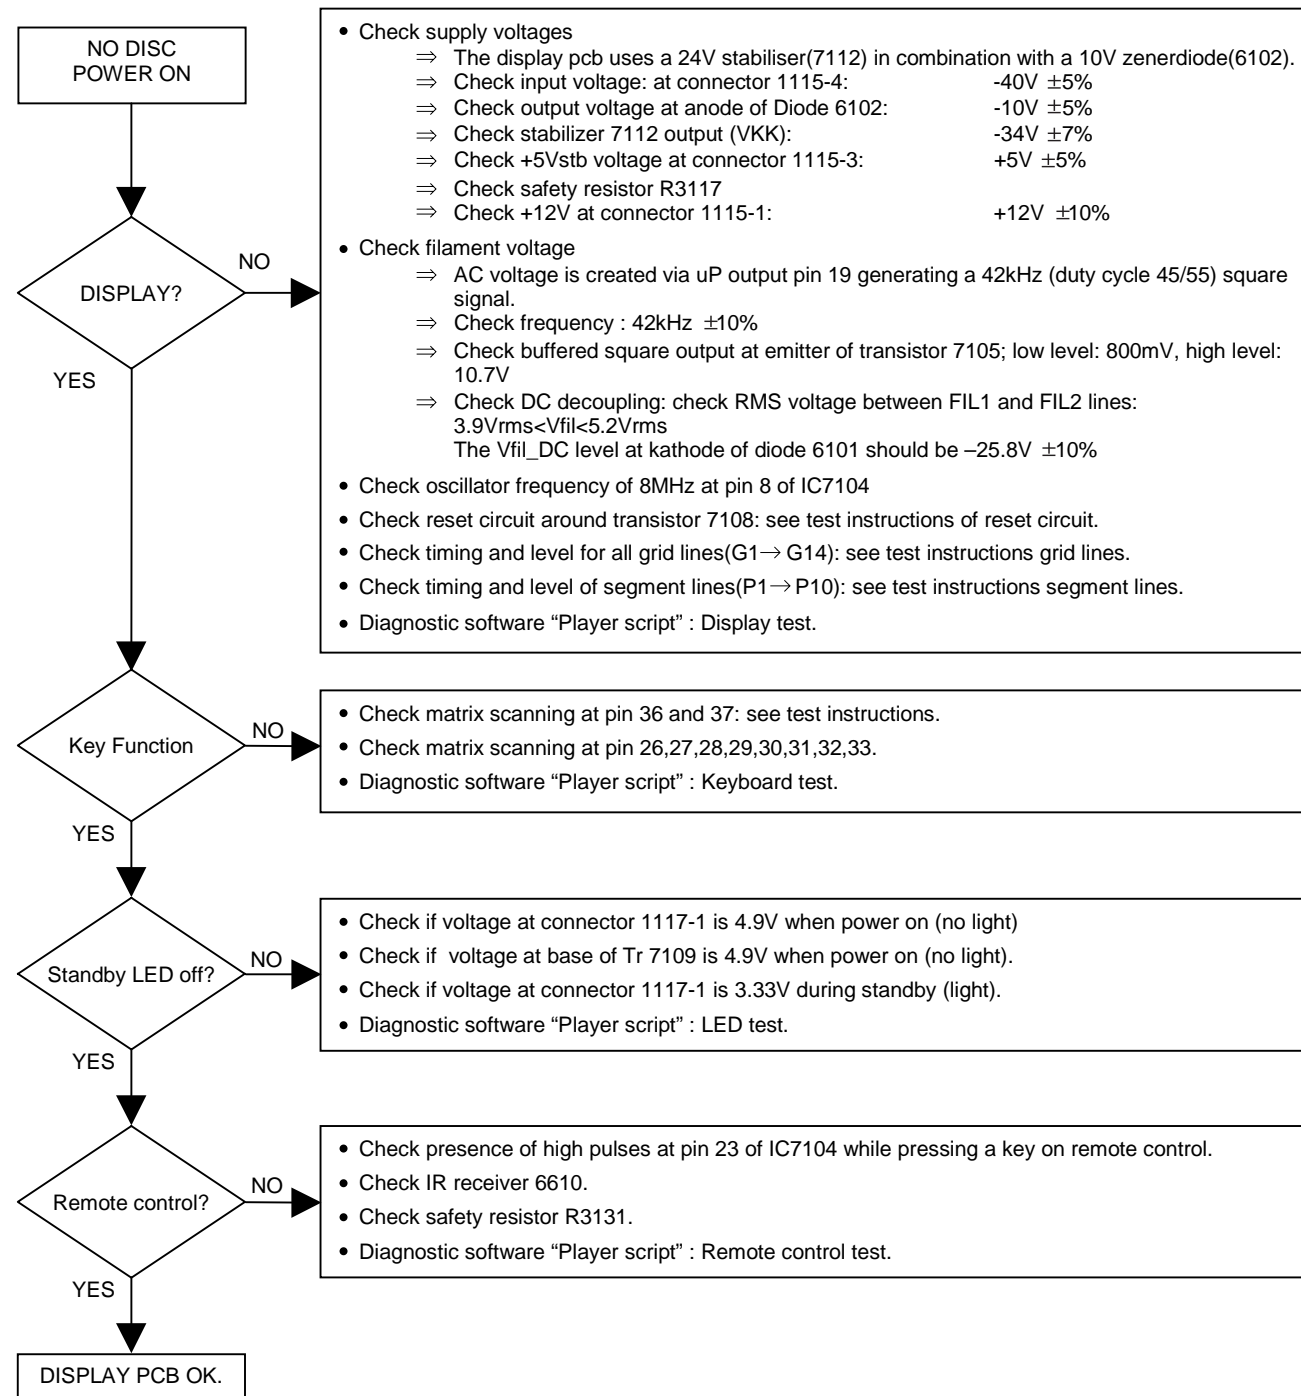 NO DISC
POWER ON
DISPLAY?
NO
YES
• Check supply voltages
⇒ The display pcb uses a 24V stabiliser(7112) in combination with a 10V zenerdiode(6102).
⇒ Check input voltage: at connector 1115-4: -40V ±5%
⇒ Check output voltage at anode of Diode 6102: -10V ±5%
⇒ Check stabilizer 7112 output (VKK): -34V ±7%
⇒ Check +5Vstb voltage at connector 1115-3: +5V ±5%
⇒ Check safety resistor R3117
⇒ Check +12V at connector 1115-1: +12V ±10%
• Check filament voltage
⇒ AC voltage is created via uP output pin 19 generating a 42kHz (duty cycle 45/55) square
signal.
⇒ Check frequency : 42kHz ±10%
⇒ Check buffered square output at emitter of transistor 7105; low level: 800mV, high level:
10.7V
⇒ Check DC decoupling: check RMS voltage between FIL1 and FIL2 lines:
3.9Vrms<Vfil<5.2Vrms
The Vfil_DC level at kathode of diode 6101 should be –25.8V ±10%
• Check oscillator frequency of 8MHz at pin 8 of IC7104
• Check reset circuit around transistor 7108: see test instructions of reset circuit.
• Check timing and level for all grid lines(G1→G14): see test instructions grid lines.
• Check timing and level of segment lines(P1→P10): see test instructions segment lines.
• Diagnostic software “Player script” : Display test.
Key Function
NO
YES
• Check matrix scanning at pin 36 and 37: see test instructions.
• Check matrix scanning at pin 26,27,28,29,30,31,32,33.
• Diagnostic software “Player script” : Keyboard test.
Standby LED off?
NO
YES
• Check if voltage at connector 1117-1 is 4.9V when power on (no light)
• Check if voltage at base of Tr 7109 is 4.9V when power on (no light).
• Check if voltage at connector 1117-1 is 3.33V during standby (light).
• Diagnostic software “Player script” : LED test.
Remote control?
NO
YES
• Check presence of high pulses at pin 23 of IC7104 while pressing a key on remote control.
• Check IR receiver 6610.
• Check safety resistor R3131.
• Diagnostic software “Player script” : Remote control test.
DISPLAY PCB OK.